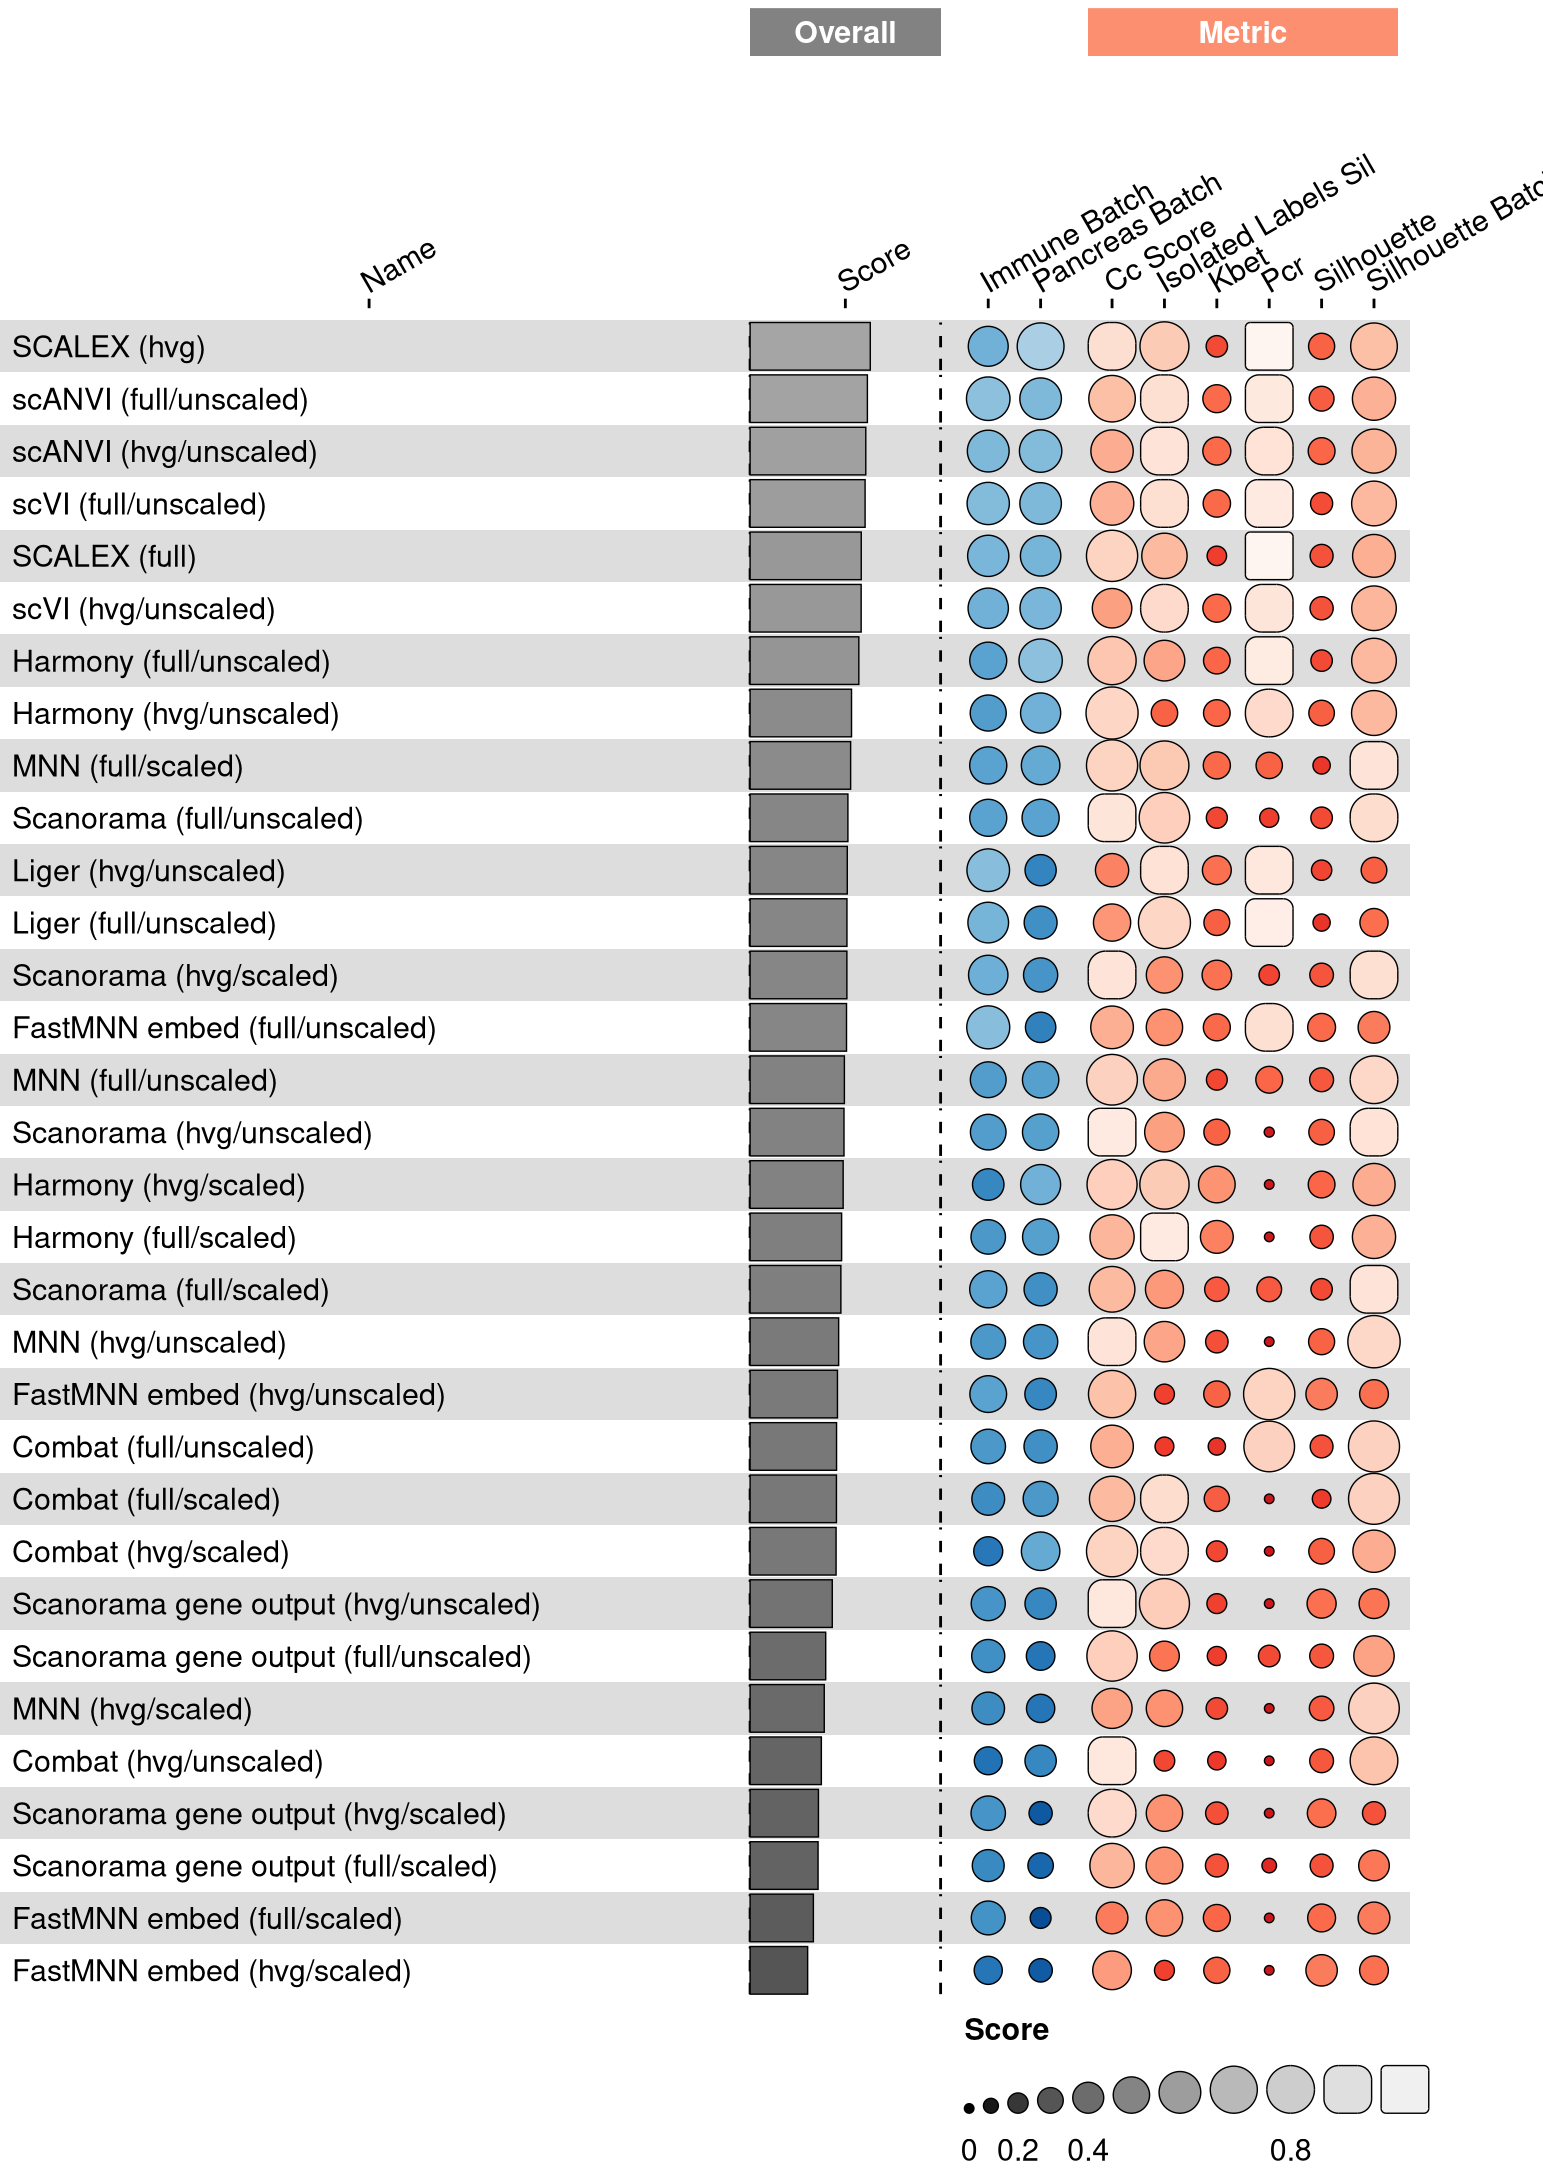 Overall
Metric
Name
Score
Immune Batch
Pancreas Batch
Cc Score
Isolated Labels Sil
Kbet
Pcr
Silhouette
Silhouette Batc
SCALEX (hvg)
scANVI (full/unscaled)
scANVI (hvg/unscaled)
scVI (full/unscaled)
SCALEX (full)
scVI (hvg/unscaled)
Harmony (full/unscaled)
Harmony (hvg/unscaled)
MNN (full/scaled)
Scanorama (full/unscaled)
Liger (hvg/unscaled)
Liger (full/unscaled)
Scanorama (hvg/scaled)
FastMNN embed (full/unscaled)
MNN (full/unscaled)
Scanorama (hvg/unscaled)
Harmony (hvg/scaled)
Harmony (full/scaled)
Scanorama (full/scaled)
MNN (hvg/unscaled)
FastMNN embed (hvg/unscaled)
Combat (full/unscaled)
Combat (full/scaled)
Combat (hvg/scaled)
Scanorama gene output (hvg/unscaled)
Scanorama gene output (full/unscaled)
MNN (hvg/scaled)
Combat (hvg/unscaled)
Scanorama gene output (hvg/scaled)
Scanorama gene output (full/scaled)
FastMNN embed (full/scaled)
FastMNN embed (hvg/scaled)
Score
0 0.2 0.4 0.8